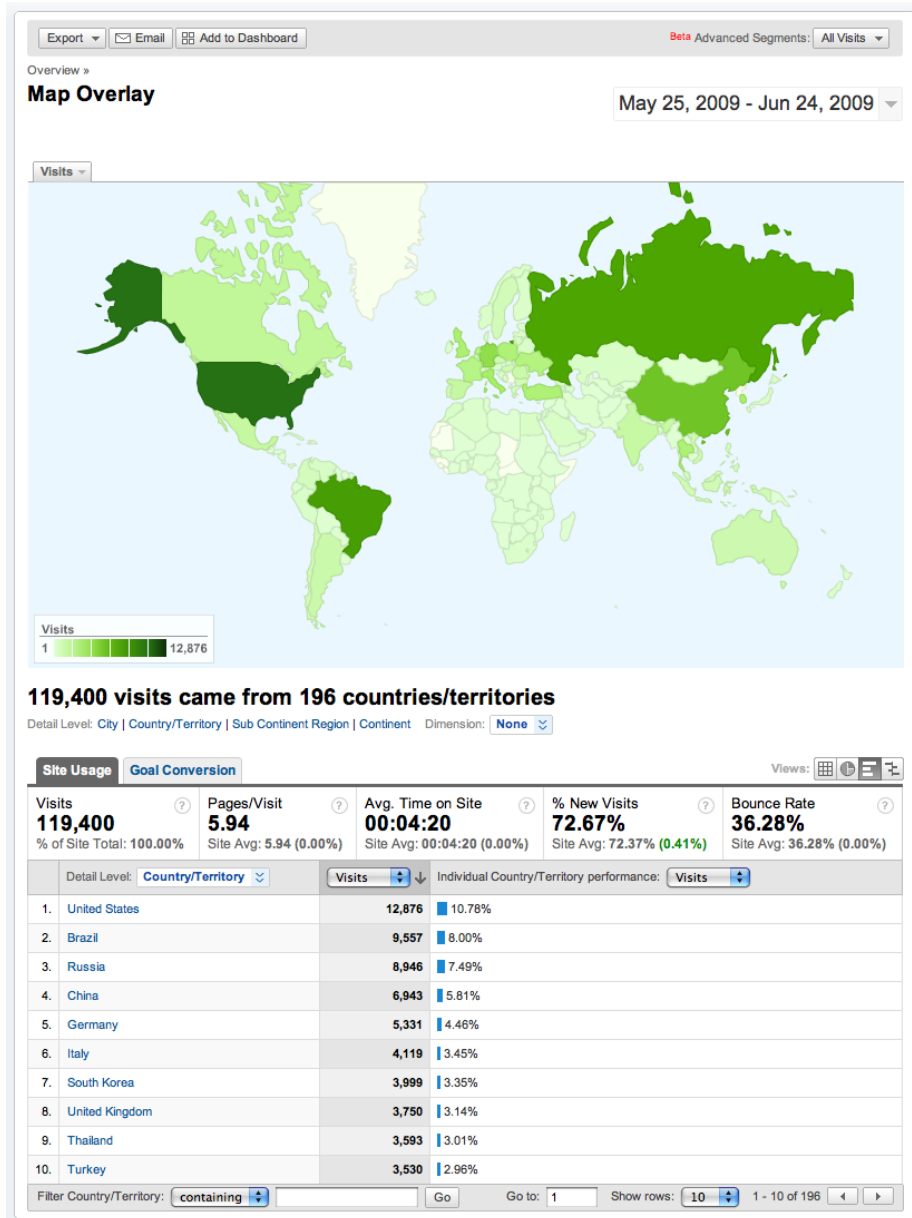 Export Email Add to Dashboard Beta Advanced Segments: All Visits
Overview »
Map Overlay
May 25, 2009 - Jun 24, 2009
Visits
Visits
1 12,876
119,400 visits came from 196 countries/territories
Detail Level: City | Country/Territory | Sub Continent Region | Continent Dimension: None
Site Usage Goal Conversion Views:
Visits ? Pages/Visit ? Avg. Time on Site ? % New Visits ? Bounce Rate ?
119,400 5.94 00:04:20 72.67% 36.28%
% of Site Total: 100.00% Site Avg: 5.94 (0.00%) Site Avg: 00:04:20 (0.00%) Site Avg: 72.37% (0.41%) Site Avg: 36.28% (0.00%)
Detail Level: Country/Territory Visits Individual Country/Territory performance: Visits
1. United States 12,876 10.78%
2. Brazil 9,557 8.00%
3. Russia 8,946 7.49%
4. China 6,943 5.81%
5. Germany 5,331 4.46%
6. Italy 4,119 3.45%
7. South Korea 3,999 3.35%
8. United Kingdom 3,750 3.14%
9. Thailand 3,593 3.01%
10. Turkey 3,530 2.96%
Filter Country/Territory: containing Go Go to: 1 Show rows: 10 1 - 10 of 196